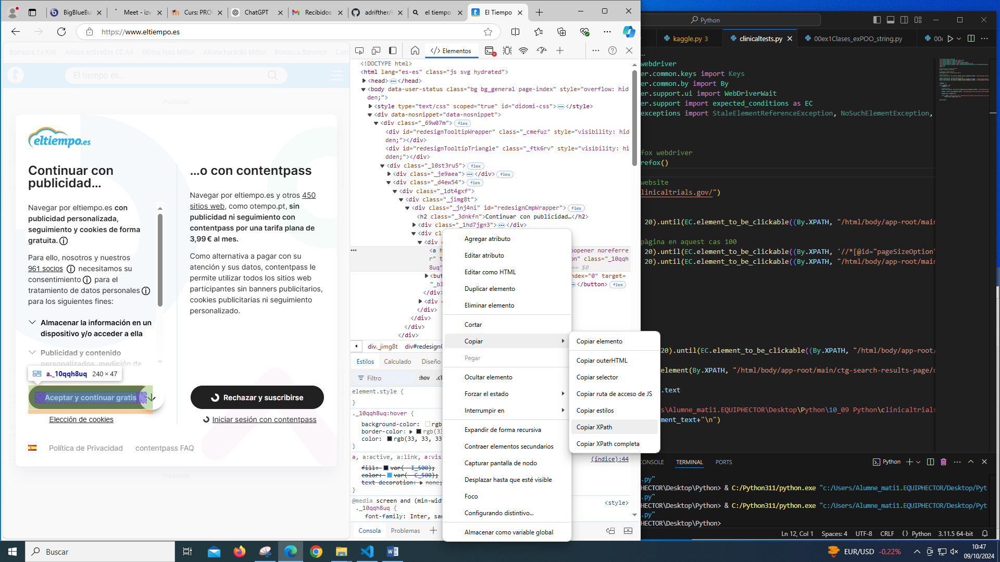 BigBlueBu
Meet - izv
Curs: PRO
ChatGPT
Recibidos
adrifther/
el tiempo
El Tiempo
https://www.eltiempo.es
Borrasca Ex-Kirk
Avisos activados CC.AA
Última hora Milton
Aitana huracán Milton
Borrasca Berenice
El tiempo en...
Publicidad
eltiempo.es
Continuar con
publicidad...
Navegar por eltiempo.es con
publicidad personalizada,
seguimiento y cookies de forma
gratuita.
Para ello, nosotros y nuestros
961 socios necesitamos su
consentimiento para el
tratamiento de datos personales
para los siguientes fines:
Almacenar la información en un
dispositivo y/o acceder a ella
Publicidad y contenido
personalizados, medición de
a._10qqh8uq 240 × 47
Aceptar y continuar gratis
Elección de cookies
...o con contentpass
Navegar por eltiempo.es y otros 450
sitios web, como otempo.pt, sin
publicidad ni seguimiento con
contentpass por una tarifa plana de
3,99 € al mes.
Como alternativa a pagar con su
atención y sus datos, contentpass le
permite utilizar todos los sitios web
participantes sin banners publicitarios,
cookies publicitarias ni seguimiento
personalizado.
Rechazar y suscribirse
Iniciar sesión con contentpass
Política de Privacidad
contentpass FAQ
Publicidad
Elementos
<!DOCTYPE html>
<html lang="es-es" class="js svg hydrated">
<head> ⋯ </head>
<body data-user-status class="bg bg_general page-index" style="overflow: hid
den;">
<style type="text/css" scoped="true" id="didomi-css"> ⋯ </style>
<div data-nosnippet="data-nosnippet">
<div class="_69w07m"> flex
<div id="redesignTooltipWrapper" class="_cmefuz" style="visibility: hid
den;"></div>
<div id="redesignTooltipTriangle" class="_ftk6rv" style="visibility: hi
dden;"></div>
<div class="_10st3ru5"> flex
<div class="_je9aea"> ⋯ </div> flex
<div class="_d4ew54"> flex
<div class="_1dt4gxf">
<div class="_jimg8t">
<div class="_jnj4ni" id="redesignCmpWrapper"> flex
<h2 class="_3dnkfn">Continuar con publicidad…</h2>
<div class="_1hd7jgn3"> ⋯ </div>
<div cl
<div
<a h
opener noreferre
r" t
on" class="_10qqh
8uq"
== $0
<but
ndex="0" target=
"_bl
</button> flex
</div>
<div
</div>
</div>
</div>
</div>
div._jimg8t
div#redesignC
Estilos
Calculado
Diseño
Filtro
:hov
.cl
element.style {
}
._10qqh8uq:hover {
background-color: rgb
border-color: rgb(33
color: rgb(33, 33, 33
}
a, a:active, a:link, a:visi
(índice):44
fill: var(--I_500);
color: var(--C_500);
text-decoration: none;
}
@media screen and (min-widt
._10qqh8uq {
<style>
font-family: Inter, san
Consola
Problemas
Agregar atributo
Editar atributo
Editar como HTML
Duplicar elemento
Eliminar elemento
Cortar
Copiar
Pegar
Ocultar elemento
Forzar el estado
Interrumpir en
Expandir de forma recursiva
Contraer elementos secundarios
Capturar pantalla de nodo
Desplazar hasta que esté visible
Foco
Configurando distintivo...
Almacenar como variable global
Copiar elemento
Copiar outerHTML
Copiar selector
Copiar ruta de acceso de JS
Copiar estilos
Copiar XPath
Copiar XPath completa
Python
kaggle.py 3
clinicaltests.py
00ex1Clases_exPOO_string.py
00e
webdriver
er.common.keys import Keys
er.common.by import By
er.support.ui import WebDriverWait
er.support import expected_conditions as EC
exceptions import StaleElementReferenceException, NoSuchElementException,
fox webdriver
refox()
website
linicaltrials.gov/")
20).until(EC.element_to_be_clickable((By.XPATH, "/html/body/app-root/main
pàgina en aquest cas 100
20).until(EC.element_to_be_clickable((By.XPATH, '//*[@id="pageSizeOption"
20).until(EC.element_to_be_clickable((By.XPATH, "/html/body/app-root/main
20).until(EC.element_to_be_clickable((By.XPATH, "/html/body/app-root/
element(By.XPATH, "/html/body/app-root/main/ctg-search-results-page/c
.text
s\Alumne_mati1.EQUIPHECTOR\Desktop\Python\10_09 Python\clinicaltrials
ment_text+"\n")
CONSOLE
TERMINAL
PORTS
Python
.py"
HECTOR\Desktop\Python> & C:/Python311/python.exe "c:/Users/Alumne_mati1.EQUIPHECTOR/Desktop/Pyt
.py"
HECTOR\Desktop\Python> & C:/Python311/python.exe "c:/Users/Alumne_mati1.EQUIPHECTOR/Desktop/Pyt
.py"
HECTOR\Desktop\Python>
Ln 12, Col 1
Spaces: 4
UTF-8
CRLF
{ } Python
3.11.5 64-bit
Buscar
EUR/USD -0,22%
10:47
09/10/2024